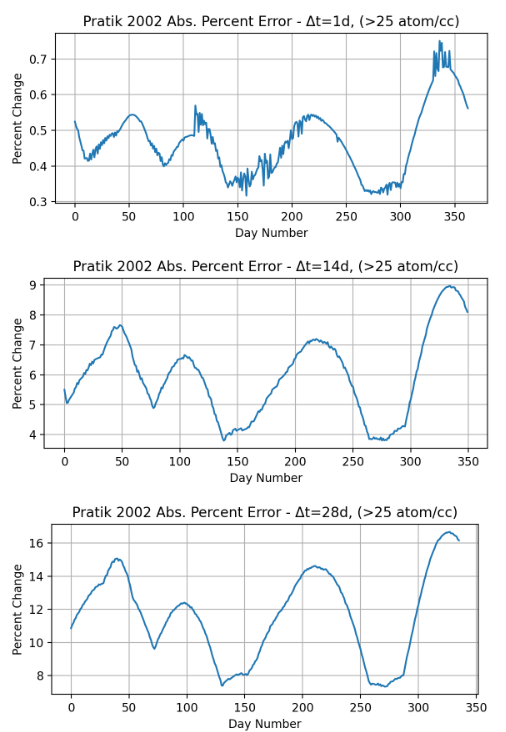 Pratik 2002 Abs. Percent Error - Δt=1d, (>25 atom/cc)
0.7
0.6
0.5
0.4
0.3
Percent Change
0 50 100 150 200 250 300 350
Day Number
Pratik 2002 Abs. Percent Error - Δt=14d, (>25 atom/cc)
9
8
7
6
5
4
Percent Change
0 50 100 150 200 250 300 350
Day Number
Pratik 2002 Abs. Percent Error - Δt=28d, (>25 atom/cc)
16
14
12
10
8
Percent Change
0 50 100 150 200 250 300 350
Day Number